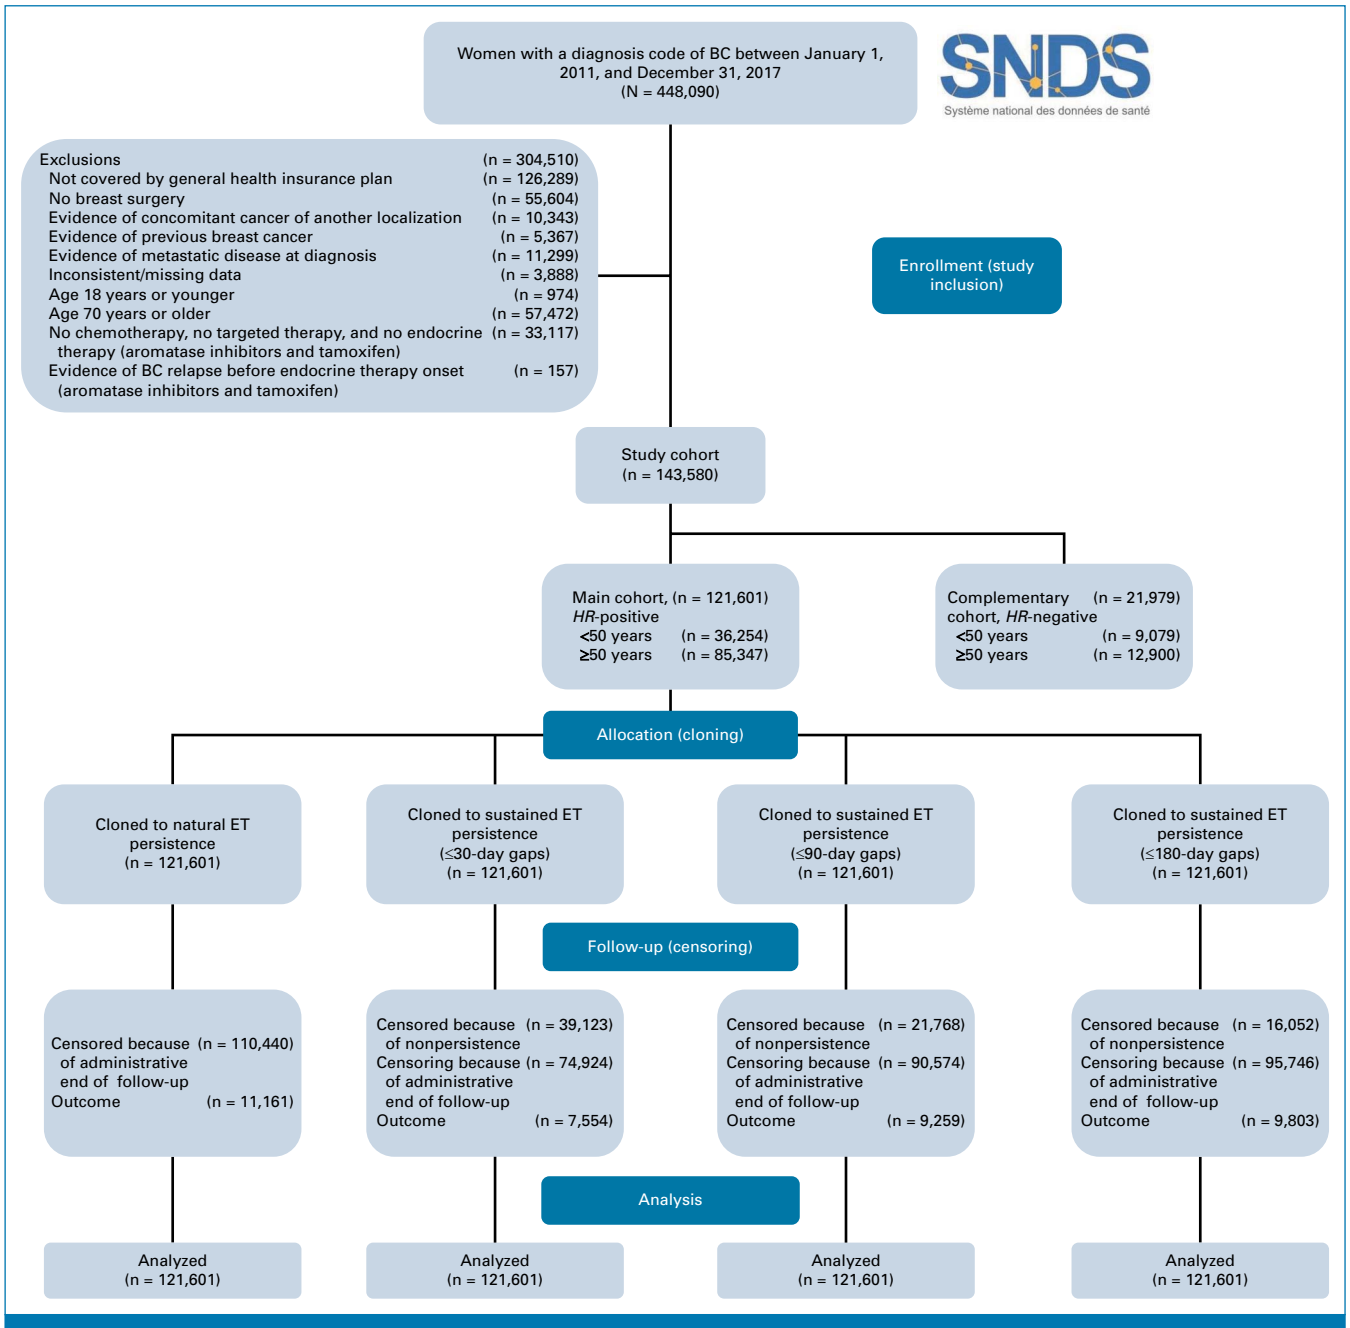 Women with a diagnosis code of BC between January 1,
2011, and December 31, 2017
(N = 448,090)
SNDS
Système national des données de santé
Exclusions (n = 304,510)
Not covered by general health insurance plan (n = 126,289)
No breast surgery (n = 55,604)
Evidence of concomitant cancer of another localization (n = 10,343)
Evidence of previous breast cancer (n = 5,367)
Evidence of metastatic disease at diagnosis (n = 11,299)
Inconsistent/missing data (n = 3,888)
Age 18 years or younger (n = 974)
Age 70 years or older (n = 57,472)
No chemotherapy, no targeted therapy, and no endocrine (n = 33,117)
therapy (aromatase inhibitors and tamoxifen)
Evidence of BC relapse before endocrine therapy onset (n = 157)
(aromatase inhibitors and tamoxifen)
Enrollment (study
inclusion)
Study cohort
(n = 143,580)
Main cohort, (n = 121,601)
HR-positive
<50 years (n = 36,254)
≥50 years (n = 85,347)
Complementary (n = 21,979)
cohort, HR-negative
<50 years (n = 9,079)
≥50 years (n = 12,900)
Allocation (cloning)
Cloned to natural ET
persistence
(n = 121,601)
Cloned to sustained ET
persistence
(≤30-day gaps)
(n = 121,601)
Cloned to sustained ET
persistence
(≤90-day gaps)
(n = 121,601)
Cloned to sustained ET
persistence
(≤180-day gaps)
(n = 121,601)
Follow-up (censoring)
Censored because (n = 110,440)
of administrative
end of follow-up
Outcome (n = 11,161)
Censored because (n = 39,123)
of nonpersistence
Censoring because (n = 74,924)
of administrative
end of follow-up
Outcome (n = 7,554)
Censored because (n = 21,768)
of nonpersistence
Censoring because (n = 90,574)
of administrative
end of follow-up
Outcome (n = 9,259)
Censored because (n = 16,052)
of nonpersistence
Censoring because (n = 95,746)
of administrative
end of follow-up
Outcome (n = 9,803)
Analysis
Analyzed
(n = 121,601)
Analyzed
(n = 121,601)
Analyzed
(n = 121,601)
Analyzed
(n = 121,601)